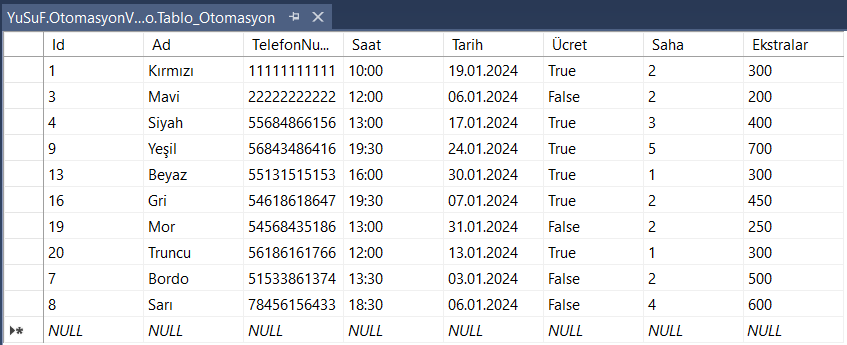 YuSuF.OtomasyonV...o.Tablo_Otomasyon
Id Ad TelefonNu... Saat Tarih Ücret Saha Ekstralar
1 Kırmızı 11111111111 10:00 19.01.2024 True 2 300
3 Mavi 22222222222 12:00 06.01.2024 False 2 200
4 Siyah 55684866156 13:00 17.01.2024 True 3 400
9 Yeşil 56843486416 19:30 24.01.2024 True 5 700
13 Beyaz 55131515153 16:00 30.01.2024 True 1 300
16 Gri 54618618647 19:30 07.01.2024 True 2 450
19 Mor 54568435186 13:00 31.01.2024 False 2 250
20 Truncu 56186161766 12:00 13.01.2024 True 1 300
7 Bordo 51533861374 13:30 03.01.2024 False 2 500
8 Sarı 78456156433 18:30 06.01.2024 False 4 600
NULL NULL NULL NULL NULL NULL NULL NULL